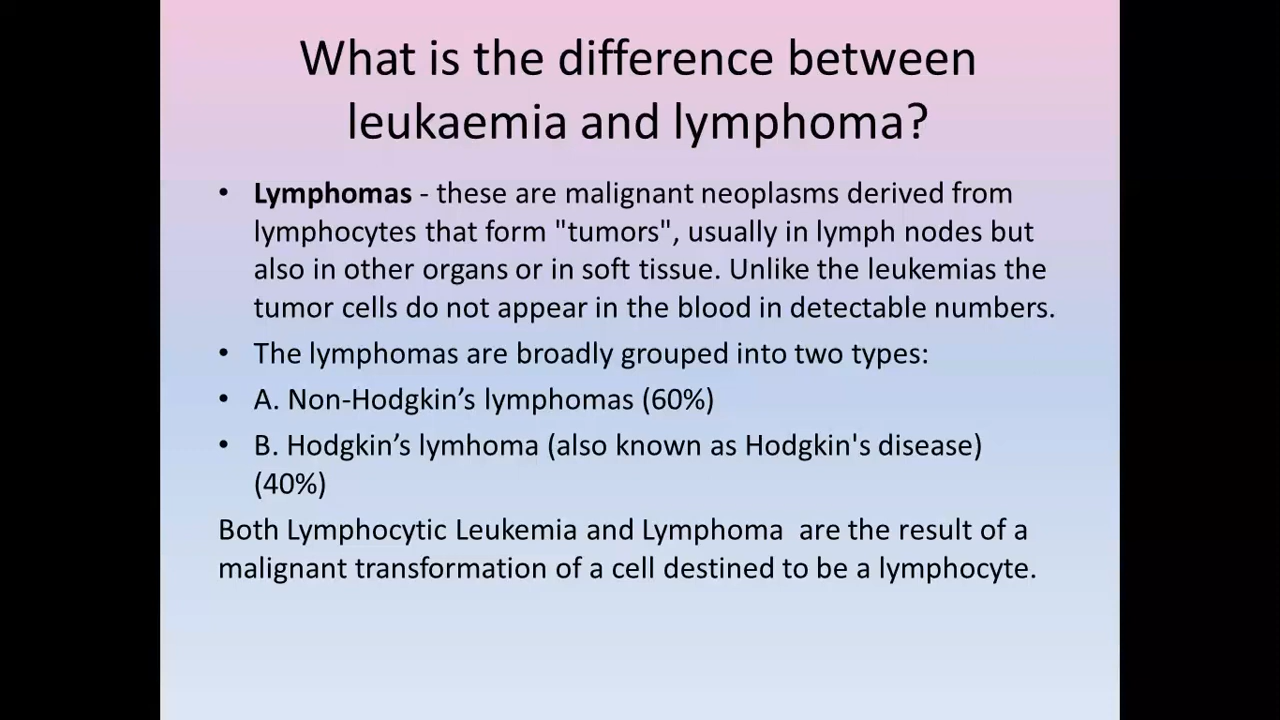 What is the difference between
leukaemia and lymphoma?
• Lymphomas - these are malignant neoplasms derived from
lymphocytes that form "tumors", usually in lymph nodes but
also in other organs or in soft tissue. Unlike the leukemias the
tumor cells do not appear in the blood in detectable numbers.
• The lymphomas are broadly grouped into two types:
• A. Non-Hodgkin’s lymphomas (60%)
• B. Hodgkin’s lymhoma (also known as Hodgkin's disease)
(40%)
Both Lymphocytic Leukemia and Lymphoma  are the result of a
malignant transformation of a cell destined to be a lymphocyte.